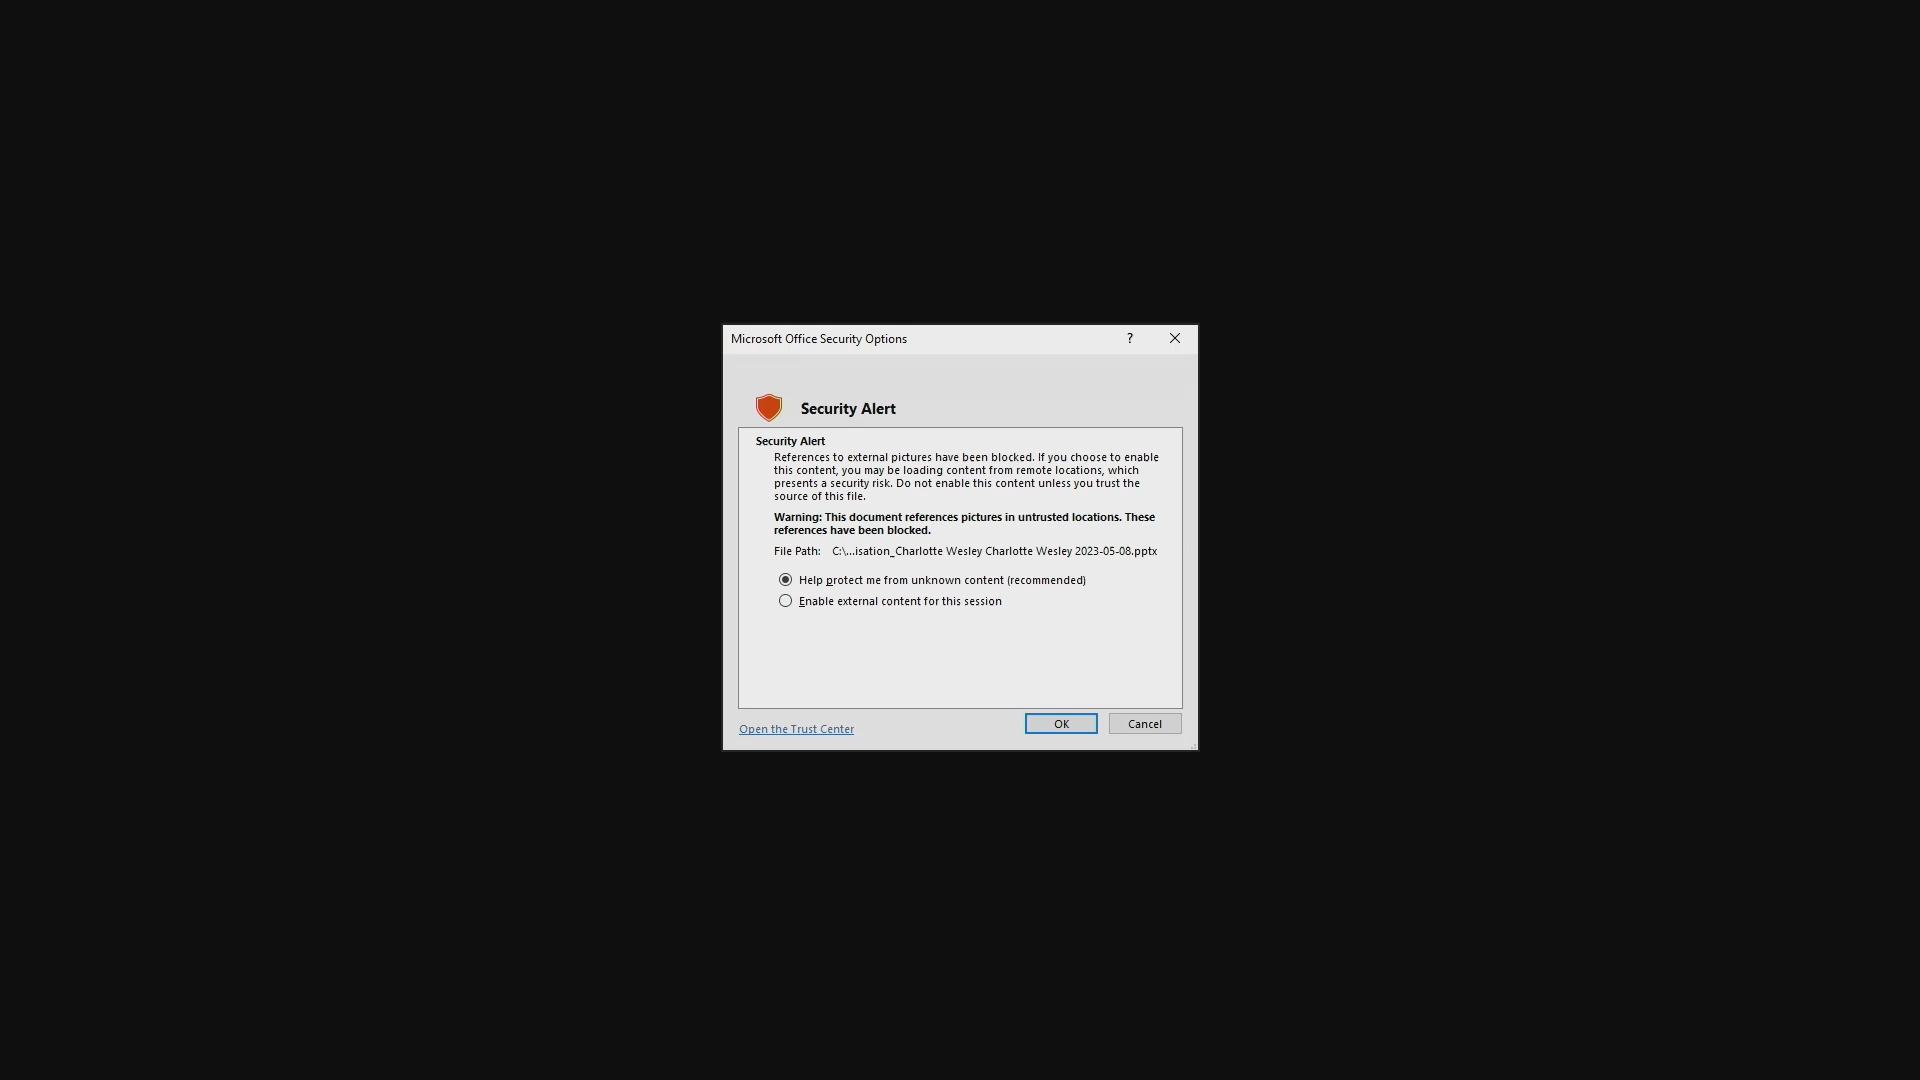 Microsoft Office Security Options
?
Security Alert
Security Alert
References to external pictures have been blocked. If you choose to enable
this content, you may be loading content from remote locations, which
presents a security risk. Do not enable this content unless you trust the
source of this file.
Warning: This document references pictures in untrusted locations. These
references have been blocked.
File Path: C:\...isation_Charlotte Wesley Charlotte Wesley 2023-05-08.pptx
Help protect me from unknown content (recommended)
Enable external content for this session
Open the Trust Center
OK
Cancel